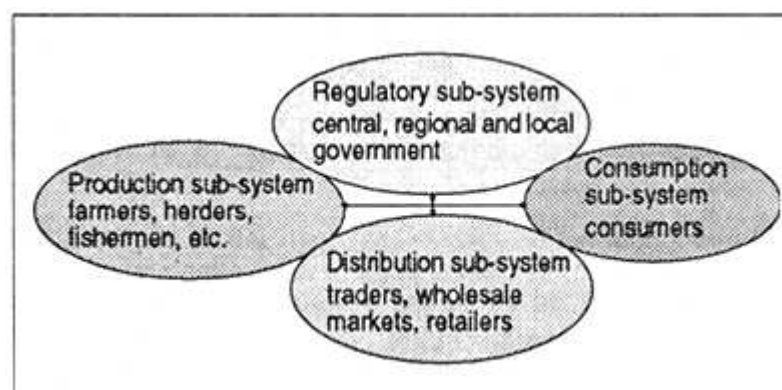 Regulatory sub-system
central, regional and local
government
Production sub-system
farmers, herders,
fishermen, etc.
Consumption
sub-system
consumers
Distribution sub-system
traders, wholesale
markets, retailers